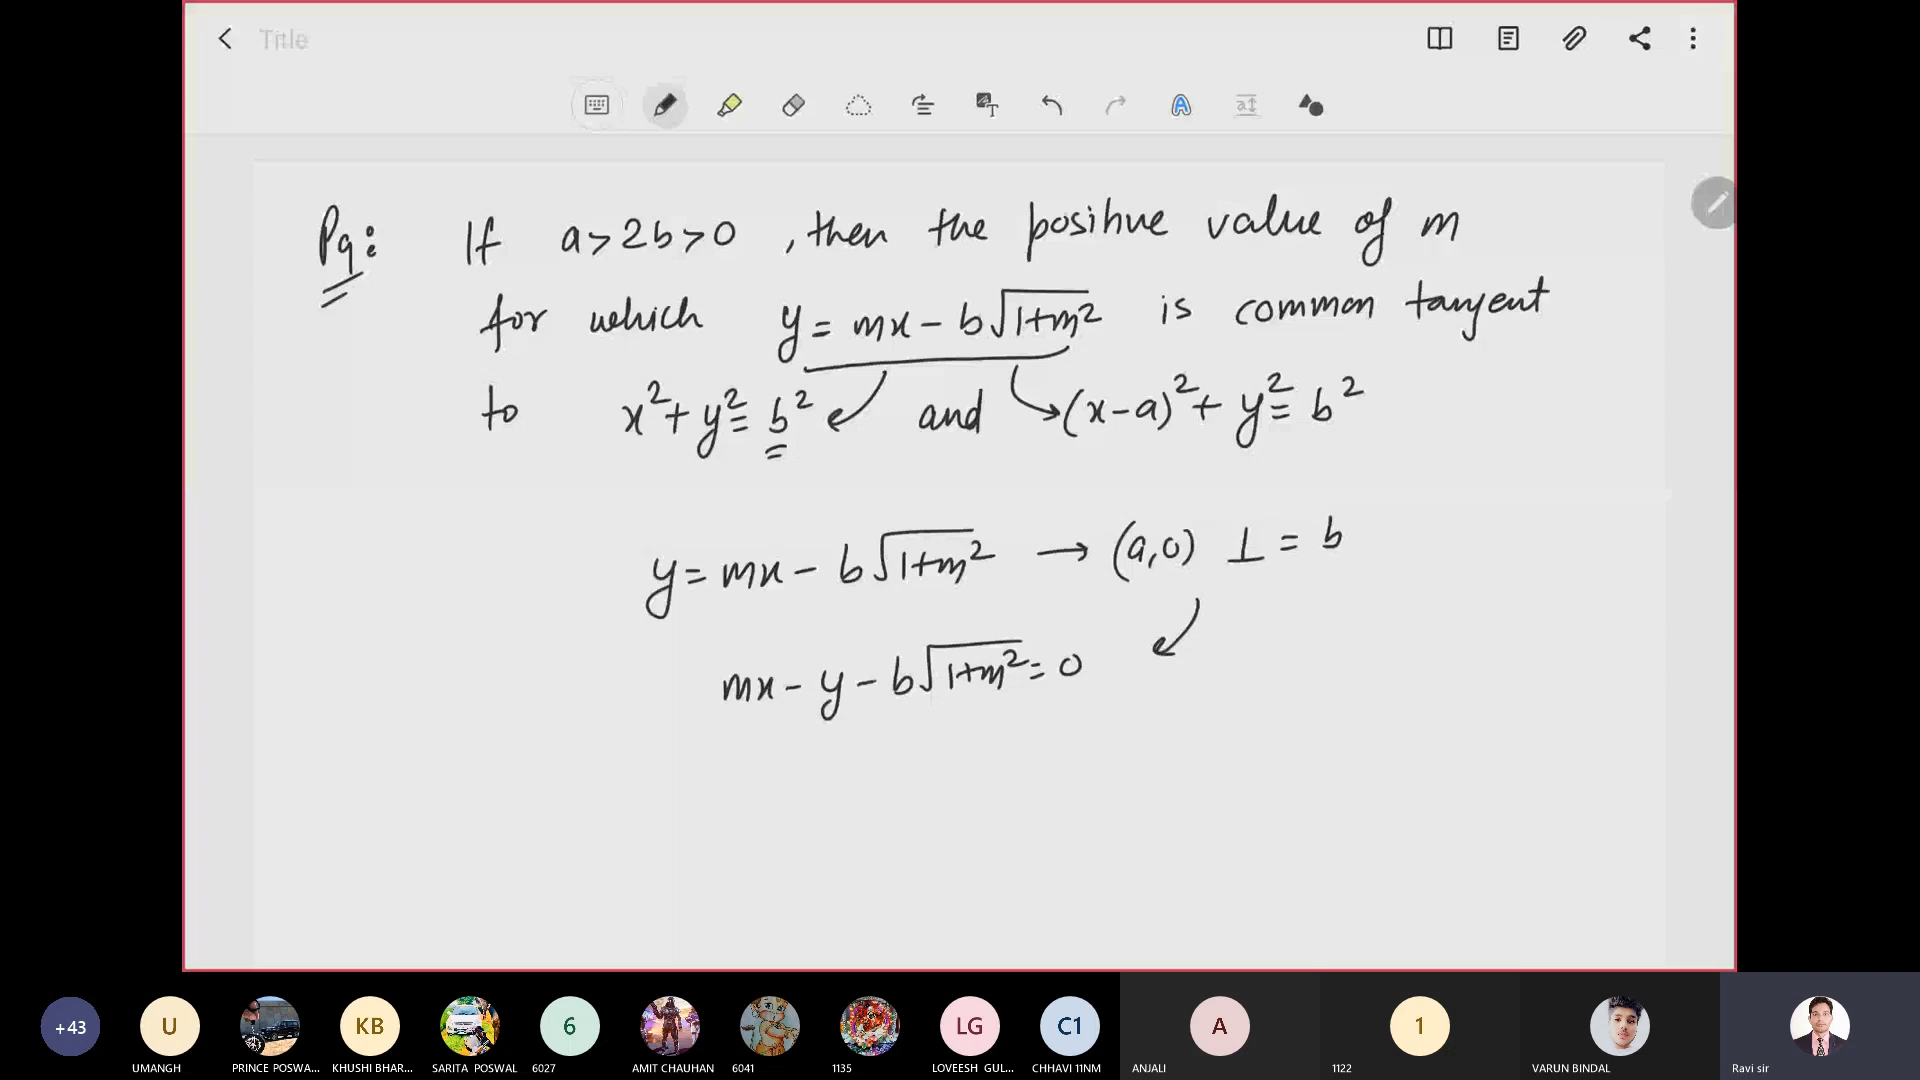 Title
Pq: If a>2b>0, then the positive value of m
for which y = mx - b√(1+m²) is common tangent
to x² + y² = b² and (x-a)² + y² = b²
y = mx - b√(1+m²) → (a,0) ⊥ = b
mx - y - b√(1+m²) = 0
+43 U KB 6 LG C1 A 1
UMANGH PRINCE POSWA... KHUSHI BHAR... SARITA POSWAL 6027 AMIT CHAUHAN 6041 1135 LOVEESH GUL... CHHAVI 11NM ANJALI 1122 VARUN BINDAL Ravi sir